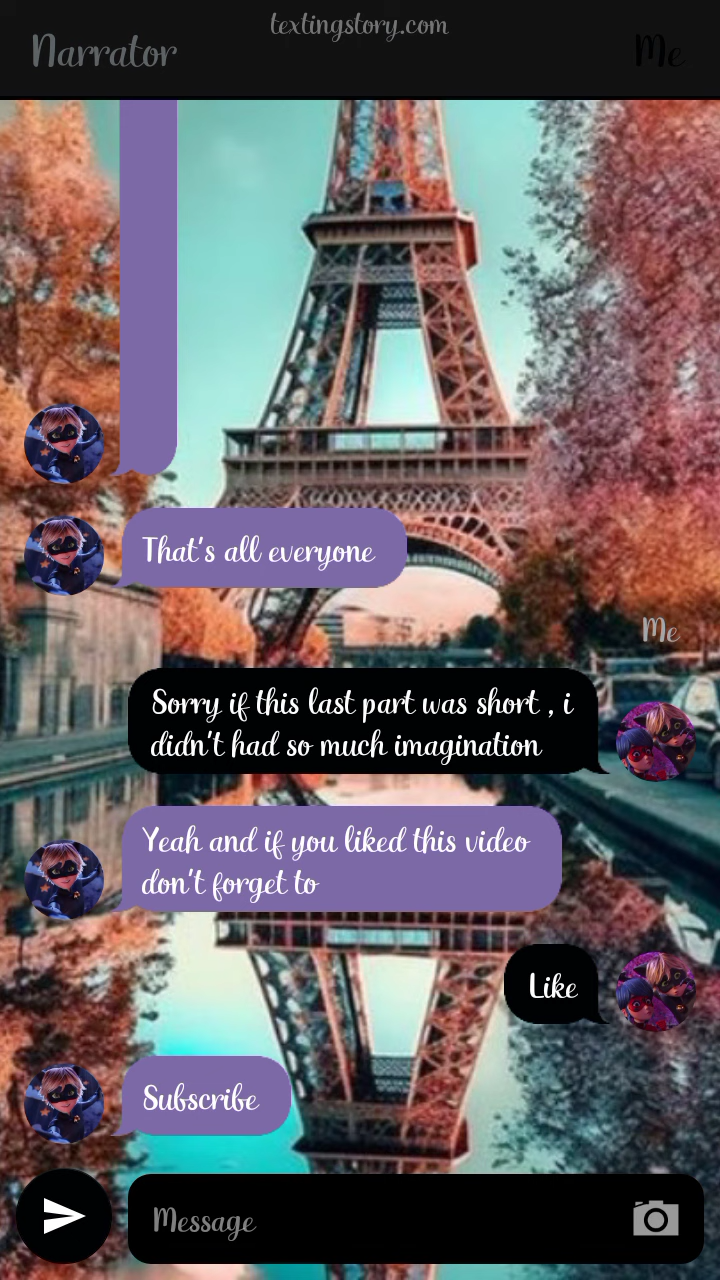 textingstory.com
Narrator
Me
That's all everyone
Me
Sorry if this last part was short , i
didn't had so much imagination
Yeah and if you liked this video
don't forget to
Like
Subscribe
Message